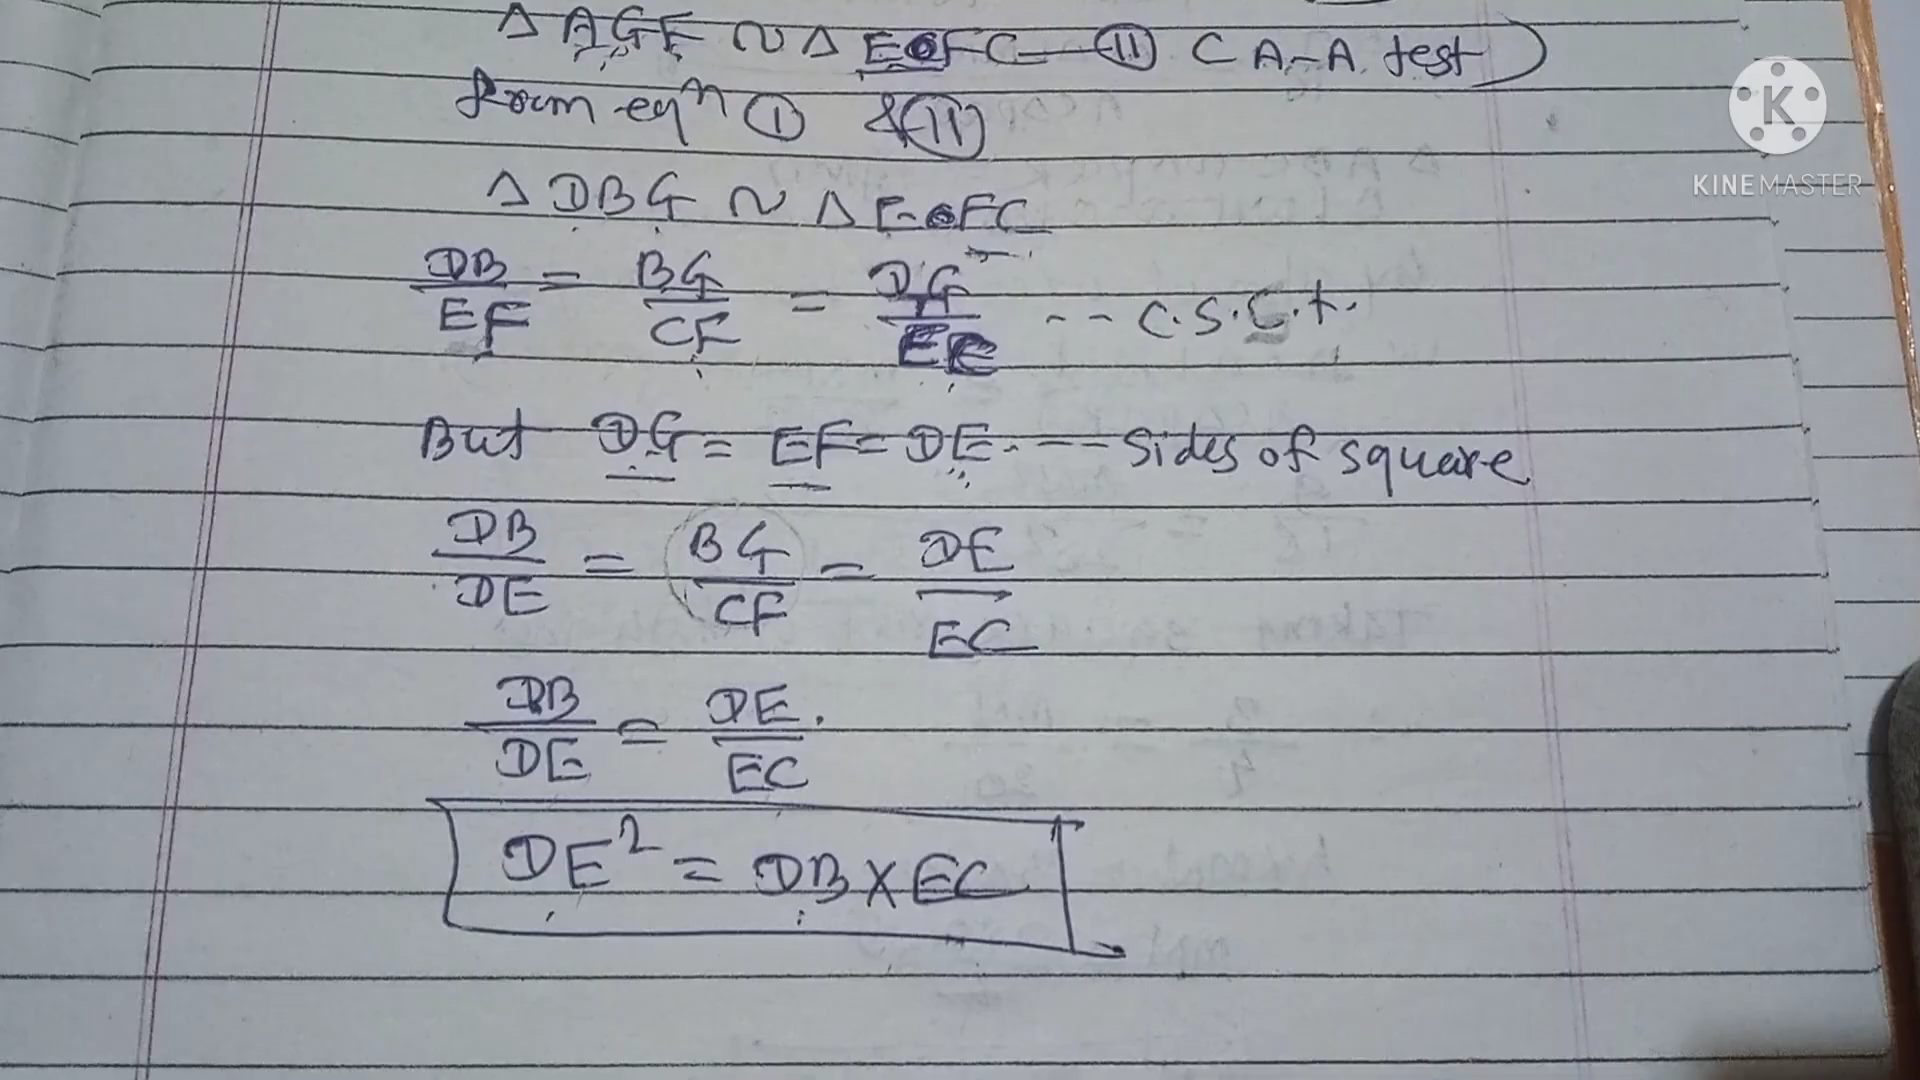 Δ AGF ~ Δ EFC — (II) (A-A test)
from eqn (I) & (II)
Δ DBG ~ Δ EFC
DB/EF = BG/CF = DG/EC -- C.S.C.t.
But DG = EF = DE. -- Sides of square
DB/DE = BG/CF = DE/EC
DB/DE = DE/EC
DE² = DB × EC
KINEMASTER